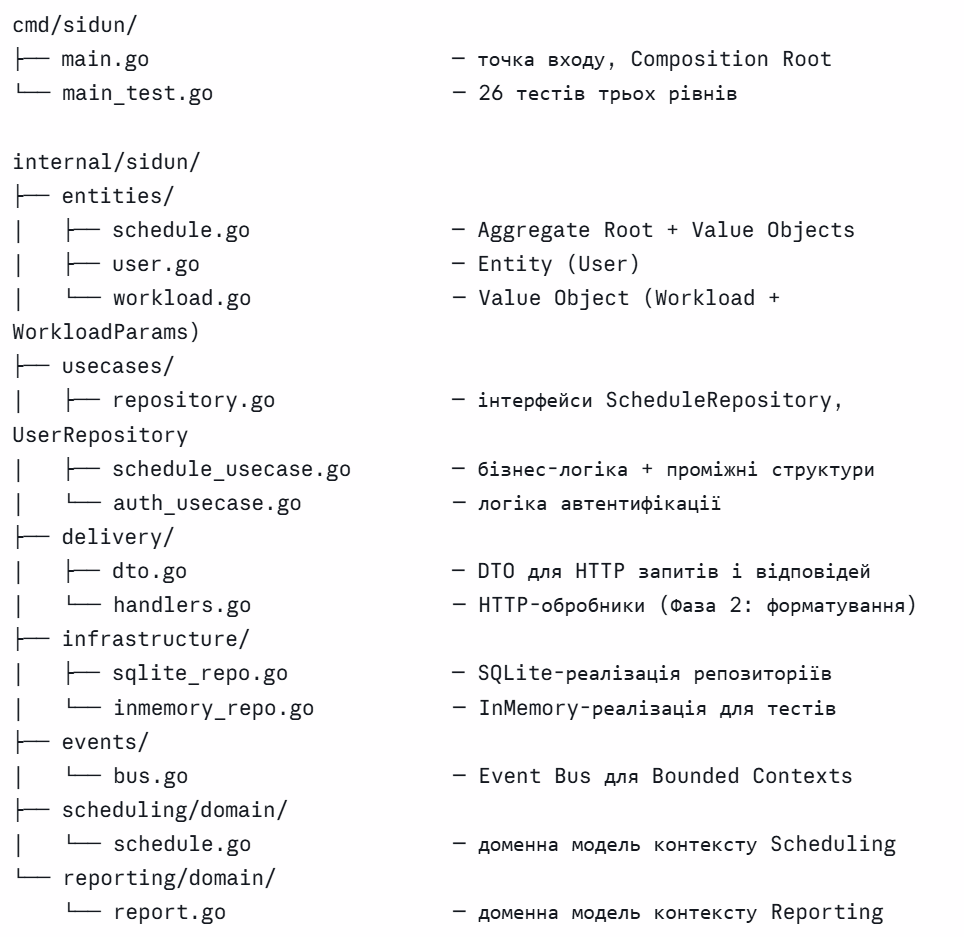 cmd/sidun/
├── main.go — точка входу, Composition Root
└── main_test.go — 26 тестів трьох рівнів

internal/sidun/
├── entities/
│   ├── schedule.go — Aggregate Root + Value Objects
│   ├── user.go — Entity (User)
│   └── workload.go — Value Object (Workload +
WorkloadParams)
├── usecases/
│   ├── repository.go — інтерфейси ScheduleRepository,
UserRepository
│   ├── schedule_usecase.go — бізнес-логіка + проміжні структури
│   └── auth_usecase.go — логіка автентифікації
├── delivery/
│   ├── dto.go — DTO для HTTP запитів і відповідей
│   └── handlers.go — HTTP-обробники (Фаза 2: форматування)
├── infrastructure/
│   ├── sqlite_repo.go — SQLite-реалізація репозиторіїв
│   └── inmemory_repo.go — InMemory-реалізація для тестів
├── events/
│   └── bus.go — Event Bus для Bounded Contexts
├── scheduling/domain/
│   └── schedule.go — доменна модель контексту Scheduling
└── reporting/domain/
    └── report.go — доменна модель контексту Reporting